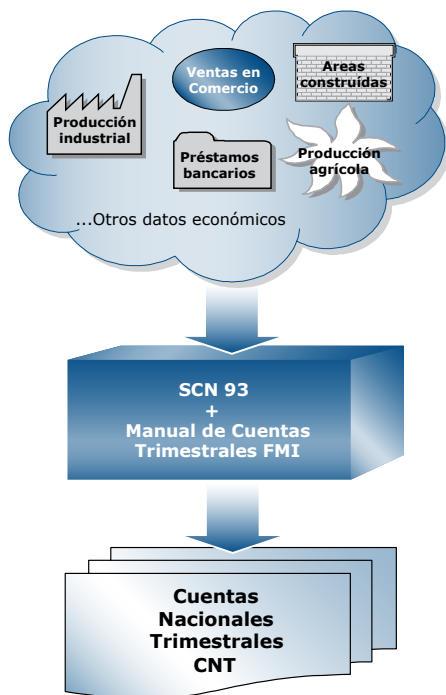 Ventas en
Comercio
Areas
construídas
Producción
industrial
Préstamos
bancarios
Producción
agrícola
...Otros datos económicos
SCN 93
+
Manual de Cuentas
Trimestrales FMI
Cuentas
Nacionales
Trimestrales
CNT